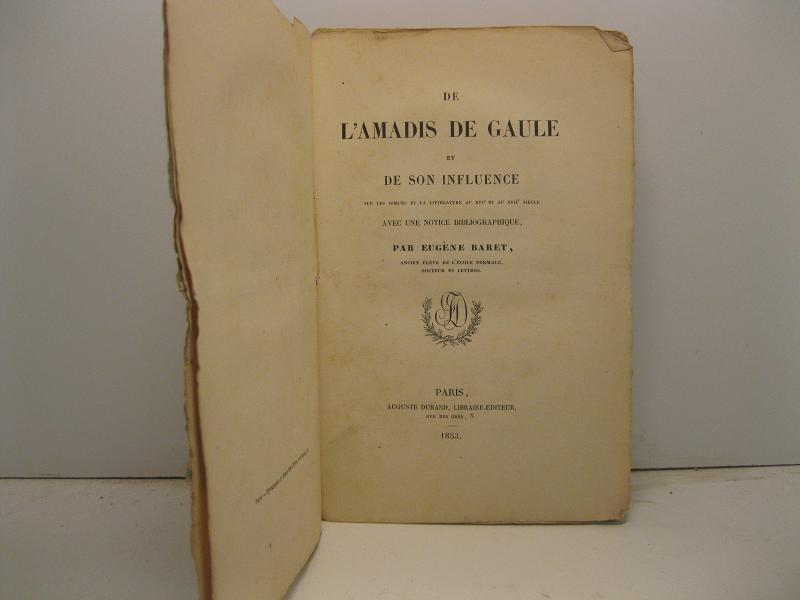 DE
L'AMADIS DE GAULE
ET
DE SON INFLUENCE
SUR LES MŒURS ET LA LITTÉRATURE AU XVIe ET AU XVIIe SIÈCLE
AVEC UNE NOTICE BIBLIOGRAPHIQUE,
PAR EUGÈNE BARET,
ANCIEN ÉLÈVE DE L'ÉCOLE NORMALE,
DOCTEUR ÈS LETTRES.
PARIS,
AUGUSTE DURAND, LIBRAIRE-ÉDITEUR,
RUE DES GRÈS, 5.
1853.